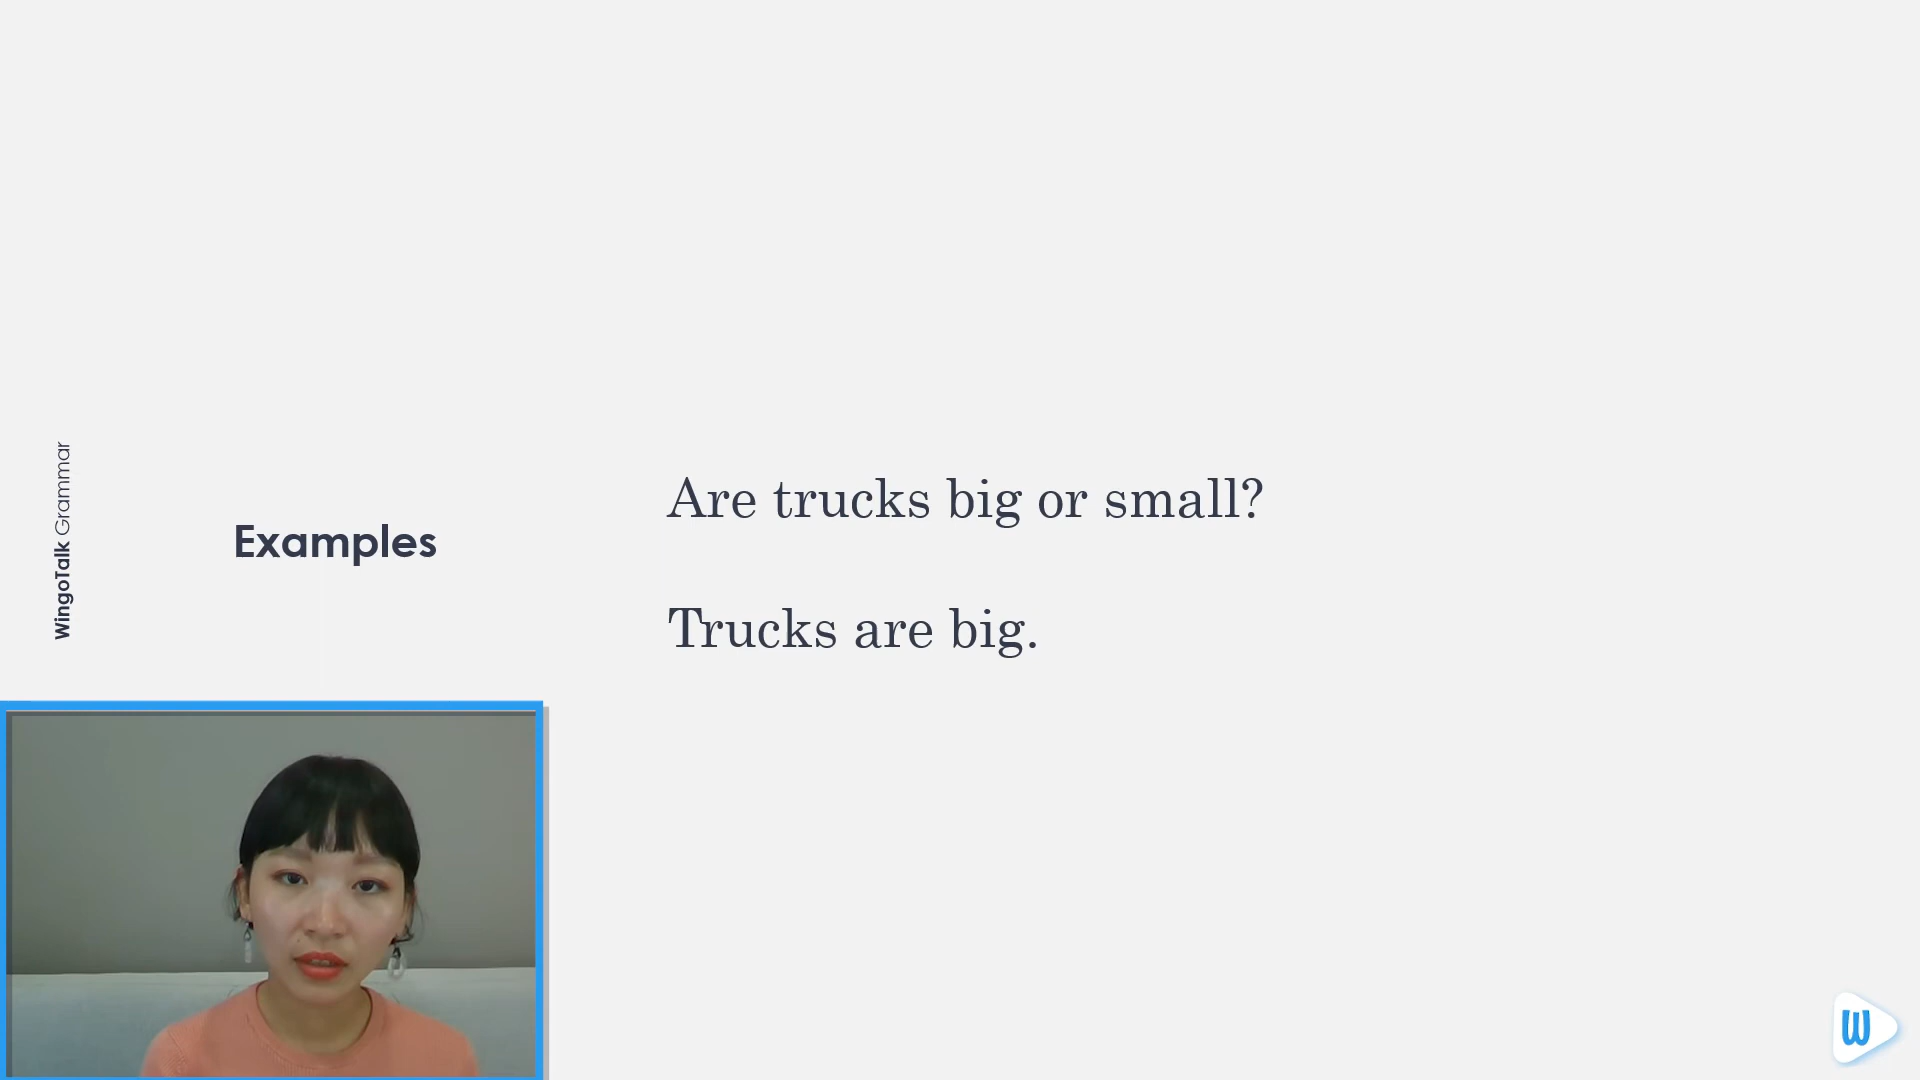 WingoTalk Grammar
Examples
Are trucks big or small?
Trucks are big.
W